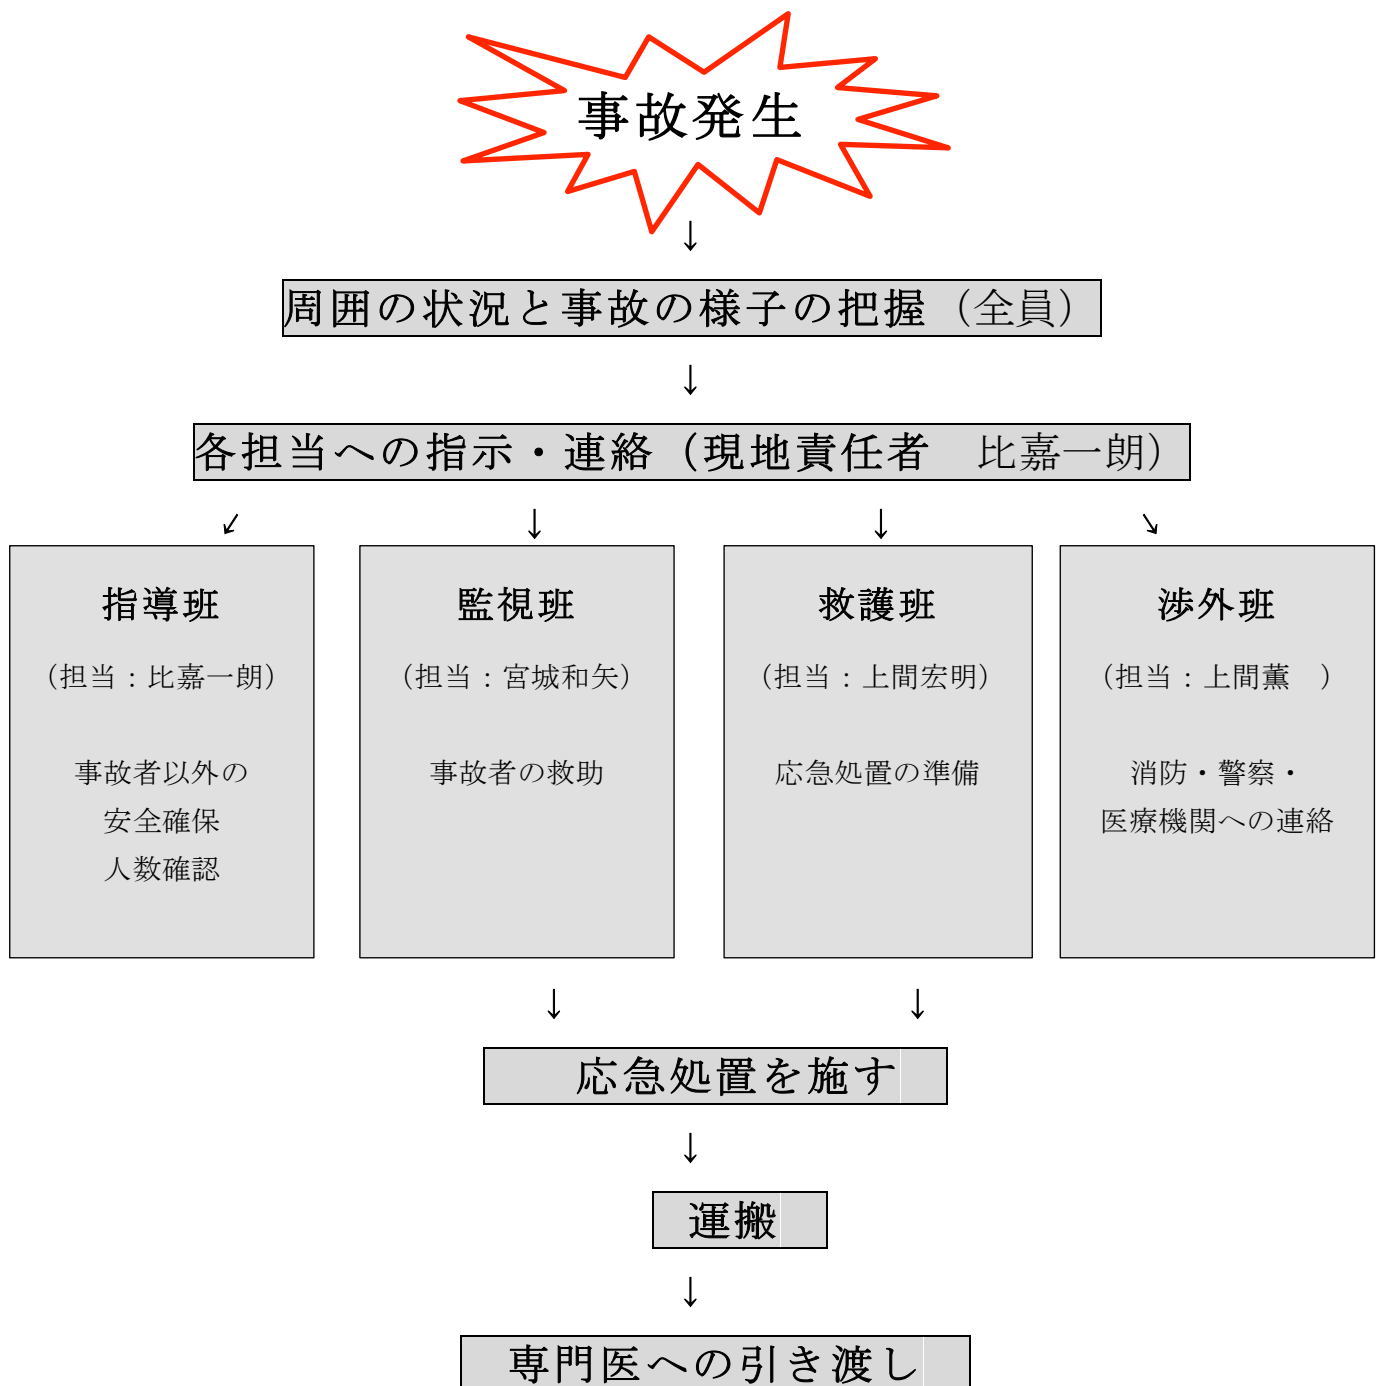 事故発生
↓
周囲の状況と事故の様子の把握（全員）
↓
各担当への指示・連絡（現地責任者　比嘉一朗）
↙ ↓ ↓ ↘
指導班
（担当：比嘉一朗）
事故者以外の
安全確保
人数確認
監視班
（担当：宮城和矢）
事故者の救助
救護班
（担当：上間宏明）
応急処置の準備
渉外班
（担当：上間薫　）
消防・警察・
医療機関への連絡
↓ ↓
応急処置を施す
↓
運搬
↓
専門医への引き渡し